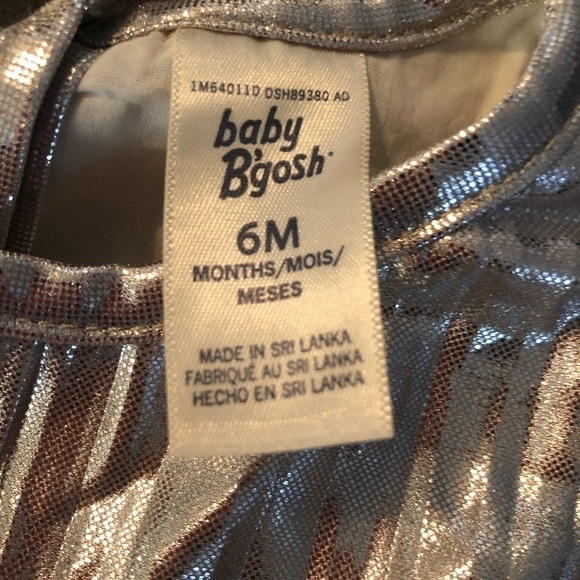 1M640110 OSH89380 AD
baby
B'gosh
6M
MONTHS/MOIS/
MESES
MADE IN SRI LANKA
FABRIQUÉ AU SRI LANKA
HECHO EN SRI LANKA